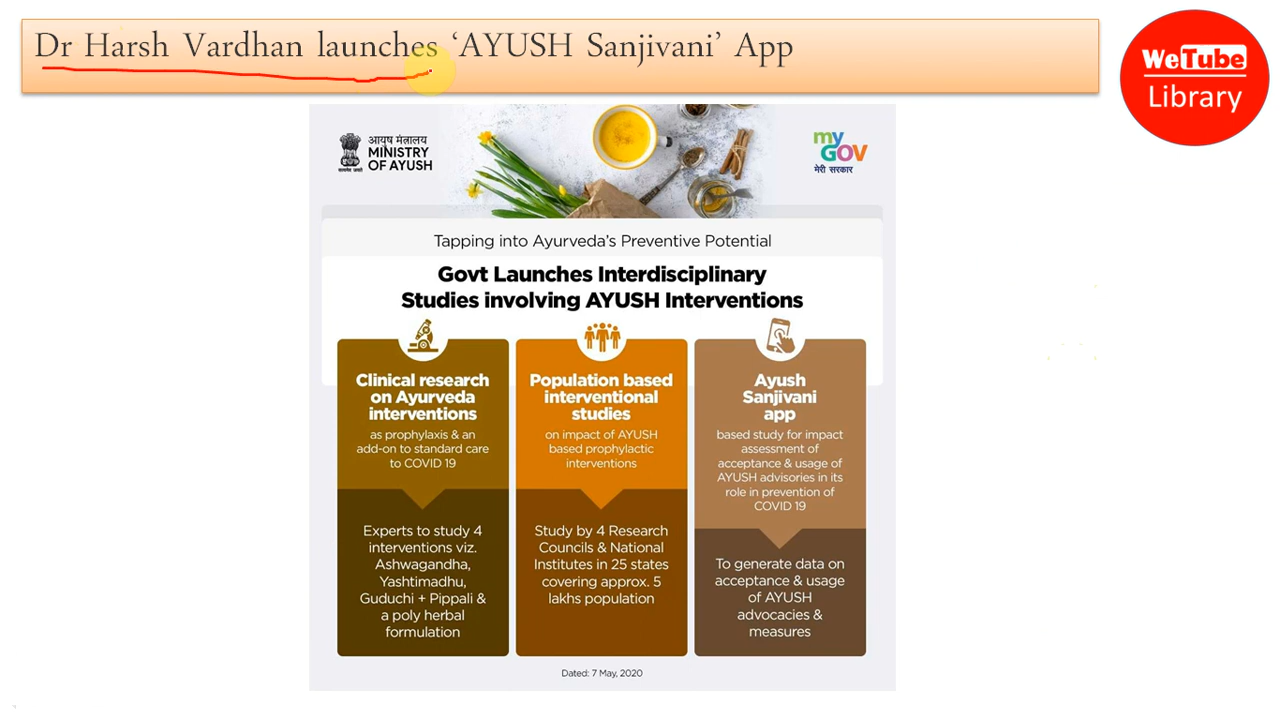 Dr Harsh Vardhan launches ‘AYUSH Sanjivani’ App
WeTube
Library
आयुष मंत्रालय
MINISTRY
OF AYUSH
सत्यमेव जयते
my
GOV
मेरी सरकार
Tapping into Ayurveda's Preventive Potential
Govt Launches Interdisciplinary
Studies involving AYUSH Interventions
Clinical research
on Ayurveda
interventions
as prophylaxis & an
add-on to standard care
to COVID 19
Experts to study 4
interventions viz.
Ashwagandha,
Yashtimadhu,
Guduchi + Pippali &
a poly herbal
formulation
Population based
interventional
studies
on impact of AYUSH
based prophylactic
interventions
Study by 4 Research
Councils & National
Institutes in 25 states
covering approx. 5
lakhs population
Ayush
Sanjivani
app
based study for impact
assessment of
acceptance & usage of
AYUSH advisories in its
role in prevention of
COVID 19
To generate data on
acceptance & usage
of AYUSH
advocacies &
measures
Dated: 7 May, 2020